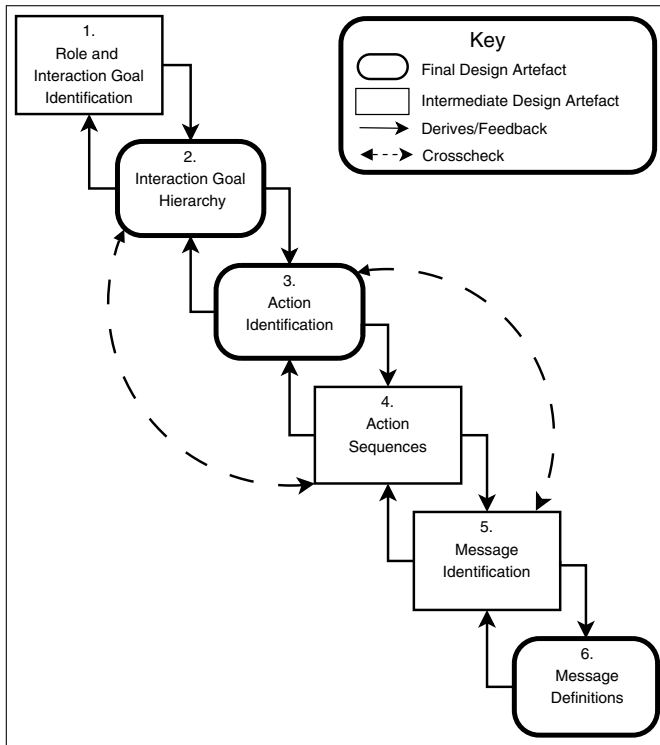 1.
Role and
Interaction Goal
Identification
Key
Final Design Artefact
Intermediate Design Artefact
Derives/Feedback
Crosscheck
2.
Interaction Goal
Hierarchy
3.
Action
Identification
4.
Action
Sequences
5.
Message
Identification
6.
Message
Definitions